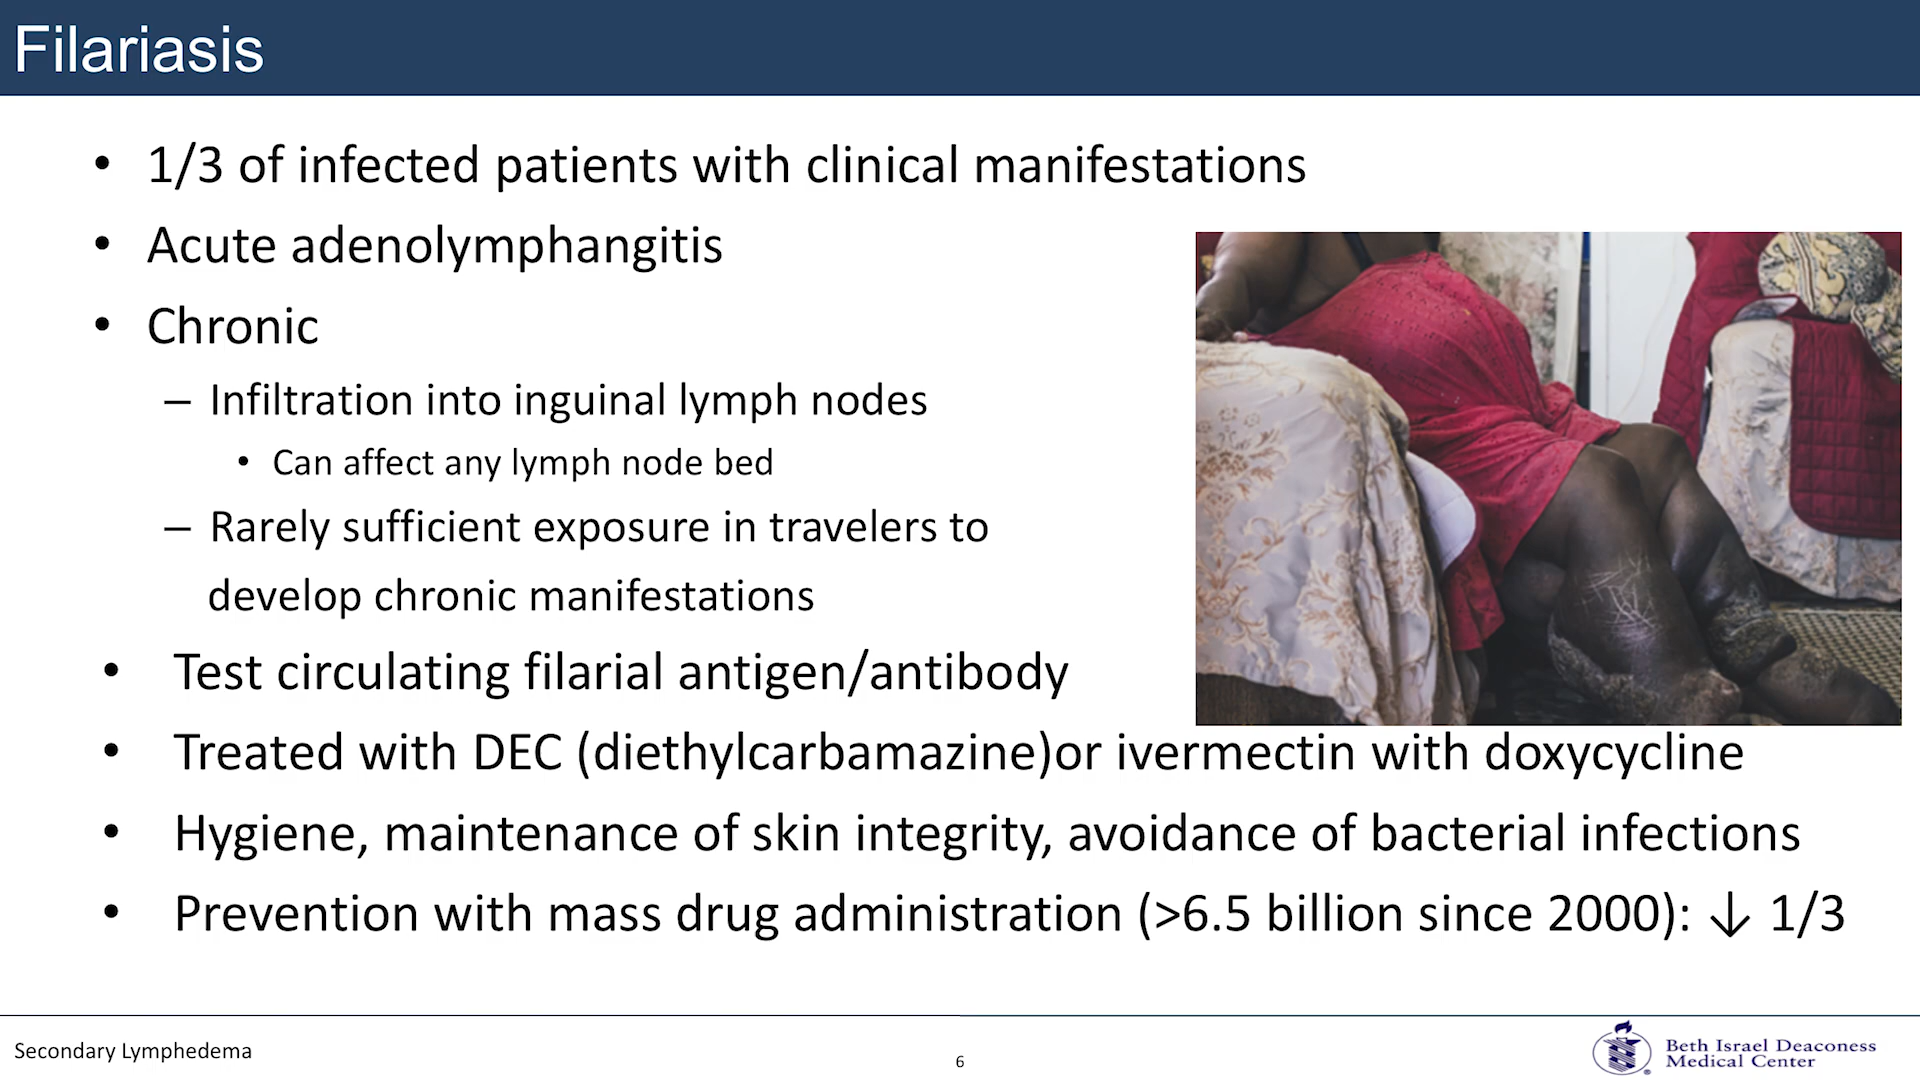 Filariasis
• 1/3 of infected patients with clinical manifestations
• Acute adenolymphangitis
• Chronic
– Infiltration into inguinal lymph nodes
• Can affect any lymph node bed
– Rarely sufficient exposure in travelers to
develop chronic manifestations
• Test circulating filarial antigen/antibody
• Treated with DEC (diethylcarbamazine)or ivermectin with doxycycline
• Hygiene, maintenance of skin integrity, avoidance of bacterial infections
• Prevention with mass drug administration (>6.5 billion since 2000): ↓ 1/3
Secondary Lymphedema
6
Beth Israel Deaconess
Medical Center